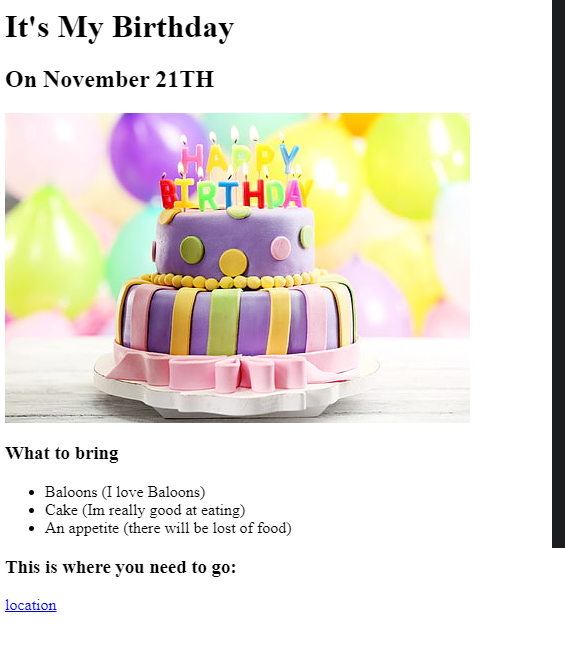 It's My Birthday
On November 21TH
HAPPY
BIRTHDAY
What to bring
Baloons (I love Baloons)
Cake (Im really good at eating)
An appetite (there will be lost of food)
This is where you need to go:
location